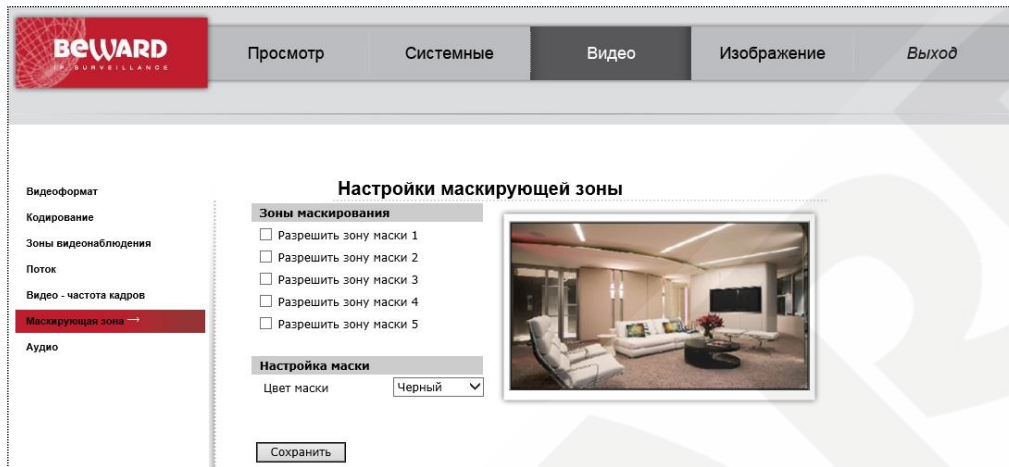 BEWARD
IP SURVEILLANCE
Просмотр
Системные
Видео
Изображение
Выход
Видеоформат
Кодирование
Зоны видеонаблюдения
Поток
Видео - частота кадров
Маскирующая зона →
Аудио
Настройки маскирующей зоны
Зоны маскирования
Разрешить зону маски 1
Разрешить зону маски 2
Разрешить зону маски 3
Разрешить зону маски 4
Разрешить зону маски 5
Настройка маски
Цвет маски Черный
Сохранить